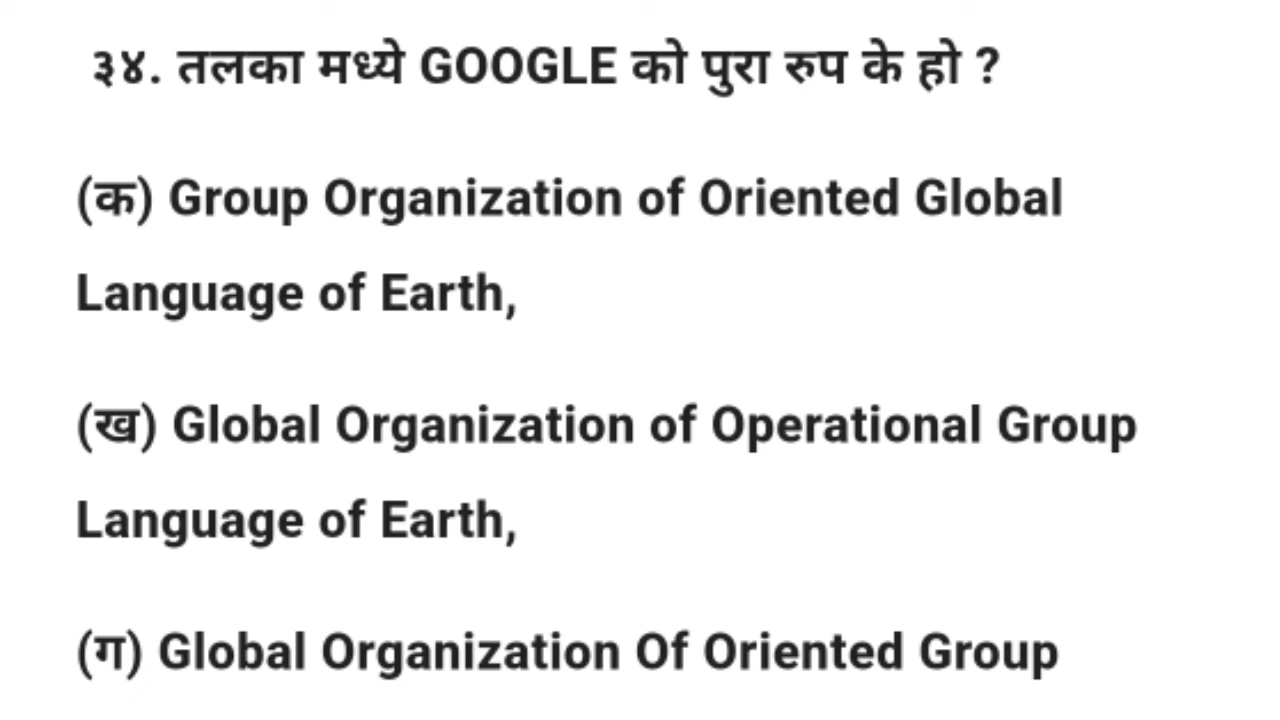 ३४. तलका मध्ये GOOGLE को पुरा रुप के हो ?
(क) Group Organization of Oriented Global
Language of Earth,
(ख) Global Organization of Operational Group
Language of Earth,
(ग) Global Organization Of Oriented Group